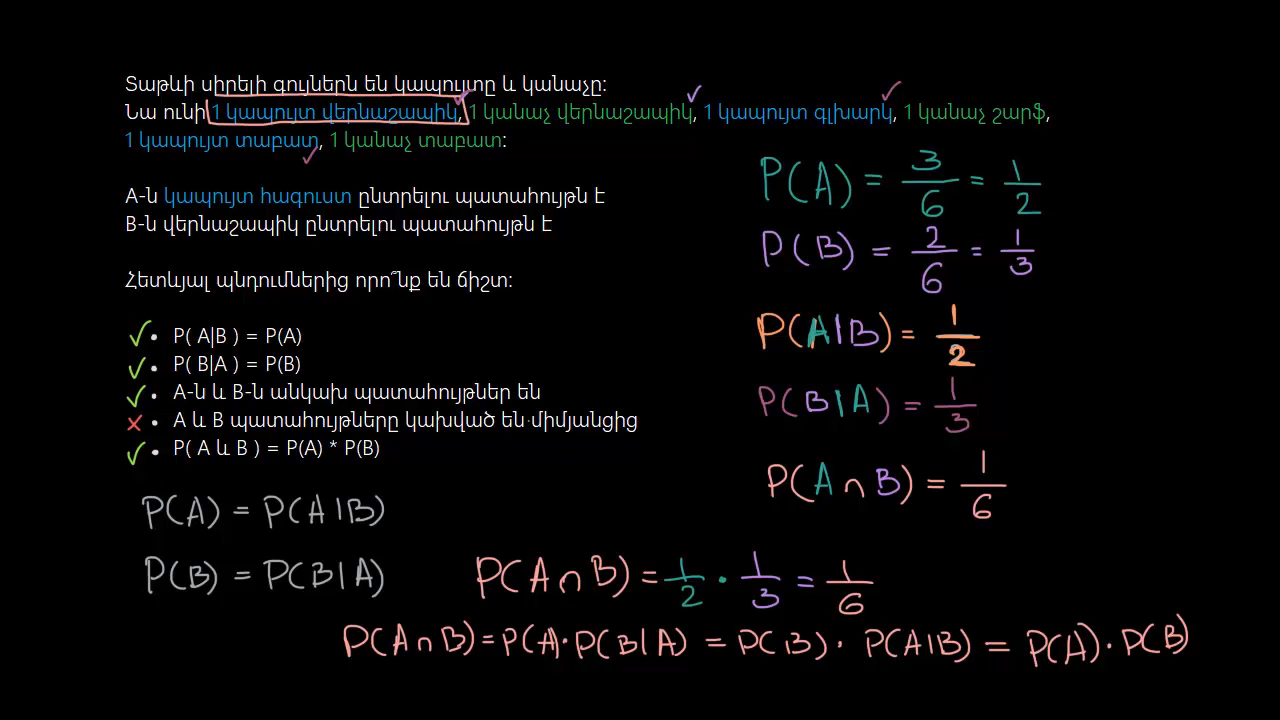 Տաթևի սիրելի գույներն են կապույտը և կանաչը:
Նա ունի 1 կապույտ վերնաշապիկ, 1 կանաչ վերնաշապիկ, 1 կապույտ գլխարկ, 1 կանաչ շարֆ,
1 կապույտ տաբատ, 1 կանաչ տաբատ:
A-ն կապույտ հագուստ ընտրելու պատահույթն է
B-ն վերնաշապիկ ընտրելու պատահույթն է
Հետևյալ պնդումներից որո՞նք են ճիշտ:
✓ • P( A|B ) = P(A)
✓ • P( B|A ) = P(B)
✓ • A-ն և B-ն անկախ պատահույթներ են
✗ • A և B պատահույթները կախված են միմյանցից
✓ • P( A և B ) = P(A) * P(B)
P(A) = 3/6 = 1/2
P(B) = 2/6 = 1/3
P(A|B) = 1/2
P(B|A) = 1/3
P(A∩B) = 1/6
P(A) = P(A|B)
P(B) = P(B|A)
P(A∩B) = 1/2 · 1/3 = 1/6
P(A∩B) = P(A) · P(B|A) = P(B) · P(A|B) = P(A) · P(B)